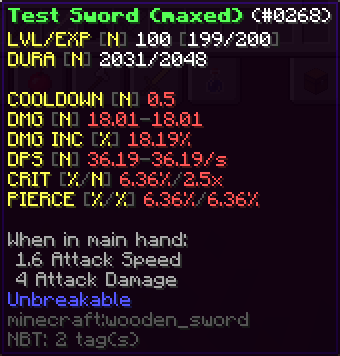 Test Sword (maxed) (#0268)
LVL/EXP [N] 100 [199/200]
DURA [N] 2031/2048
COOLDOWN [N] 0.5
DMG [N] 18.01-18.01
DMG INC [%] 18.19%
DPS [N] 36.19-36.19/s
CRIT [%/N] 6.36%/2.5x
PIERCE [%/%] 6.36%/6.36%
When in main hand:
1.6 Attack Speed
4 Attack Damage
Unbreakable
minecraft:wooden_sword
NBT: 2 tag(s)